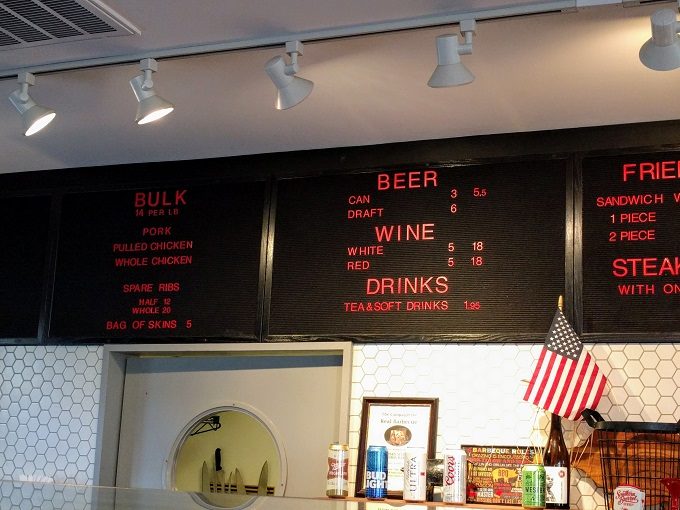 BULK
14 PER LB
PORK
PULLED CHICKEN
WHOLE CHICKEN
SPARE RIBS
HALF 12
WHOLE 20
BAG OF SKINS 5
BEER
CAN 3 5.5
DRAFT 6
WINE
WHITE 5 18
RED 5 18
DRINKS
TEA & SOFT DRINKS 1.95
FRIE
SANDWICH W
1 PIECE
2 PIECE
STEAK
WITH ON
Real Barbecue
BUD
LIGHT
ULTRA
Coors
BARBECUE RUL